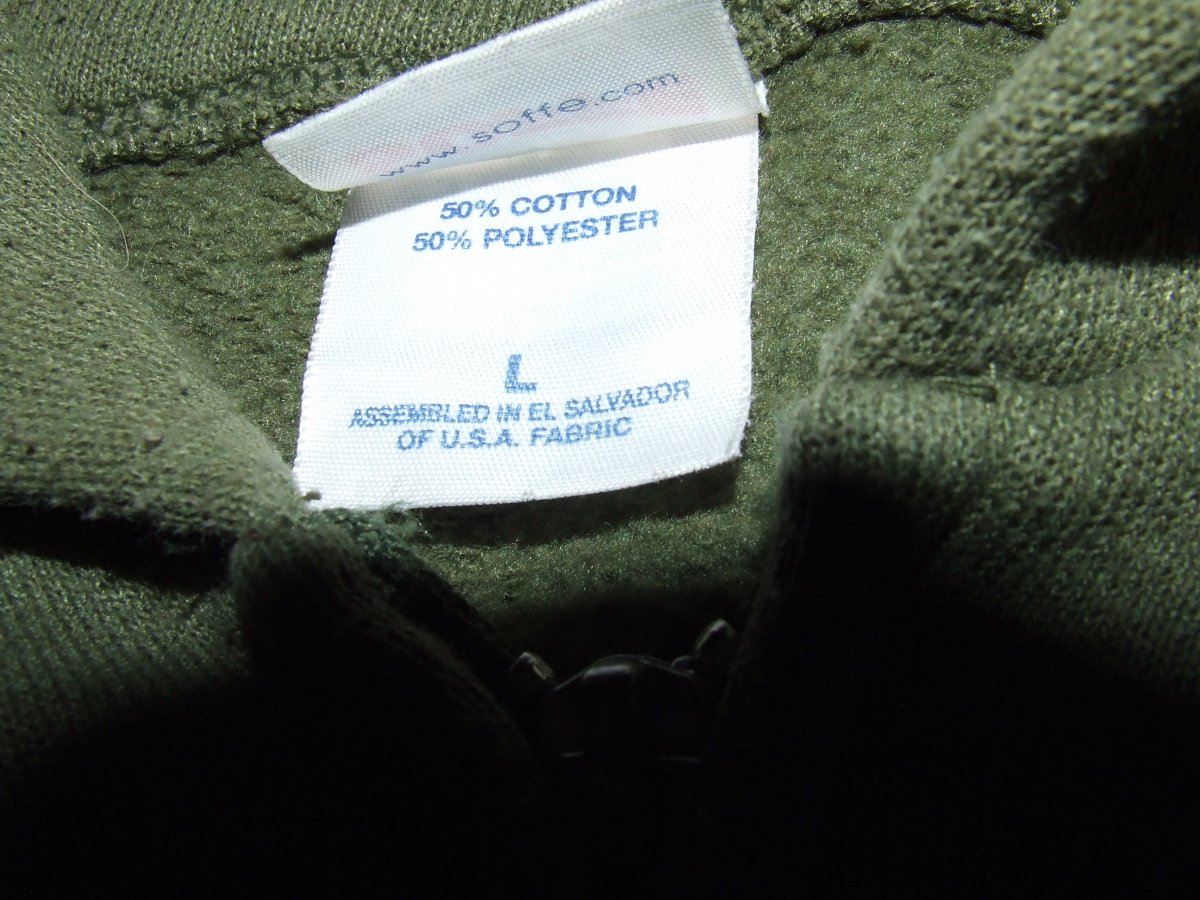 www.soffe.com
50% COTTON
50% POLYESTER
L
ASSEMBLED IN EL SALVADOR
OF U.S.A. FABRIC